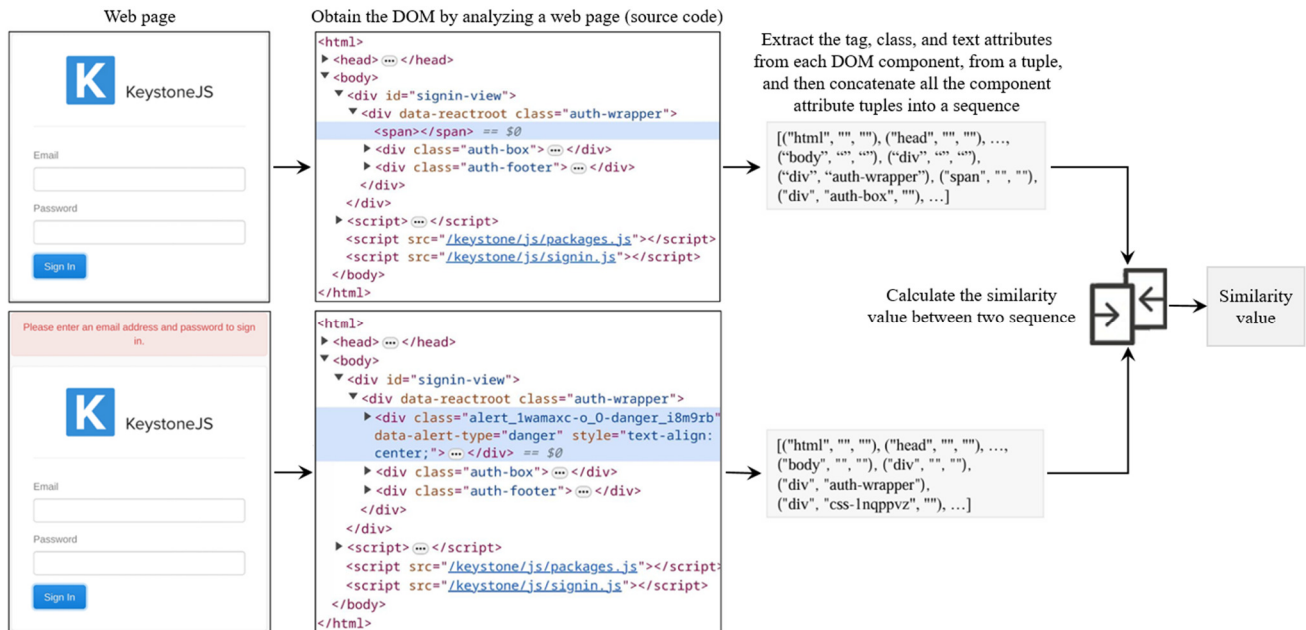 Web page
Obtain the DOM by analyzing a web page (source code)
K
KeystoneJS
Email
Password
Sign In
<html>
<head> ... </head>
<body>
<div id="signin-view">
<div data-reactroot class="auth-wrapper">
<span></span> == $0
<div class="auth-box"> ... </div>
<div class="auth-footer"> ... </div>
</div>
</div>
<script> ... </script>
<script src="/keystone/js/packages.js"></script>
<script src="/keystone/js/signin.js"></script>
</body>
</html>
Extract the tag, class, and text attributes
from each DOM component, from a tuple,
and then concatenate all the component
attribute tuples into a sequence
[("html", "", ""), ("head", "", ""), …,
(“body”, “”, “”), (“div”, “”, “”),
(“div”, “auth-wrapper”), ("span", "", ""),
("div", "auth-box", ""), …]
Calculate the similarity
value between two sequence
Similarity
value
Please enter an email address and password to sign
in.
K
KeystoneJS
Email
Password
Sign In
<html>
<head> ... </head>
<body>
<div id="signin-view">
<div data-reactroot class="auth-wrapper">
<div class="alert_1wamaxc-o_O-danger_i8m9rb"
data-alert-type="danger" style="text-align:
center;"> ... </div> == $0
<div class="auth-box"> ... </div>
<div class="auth-footer"> ... </div>
</div>
</div>
<script> ... </script>
<script src="/keystone/js/packages.js"></script>
<script src="/keystone/js/signin.js"></script>
</body>
</html>
[("html", "", ""), ("head", "", ""), …,
("body", "", ""), ("div", "", ""),
("div", "auth-wrapper"),
("div", "css-1nqppvz", ""), …]